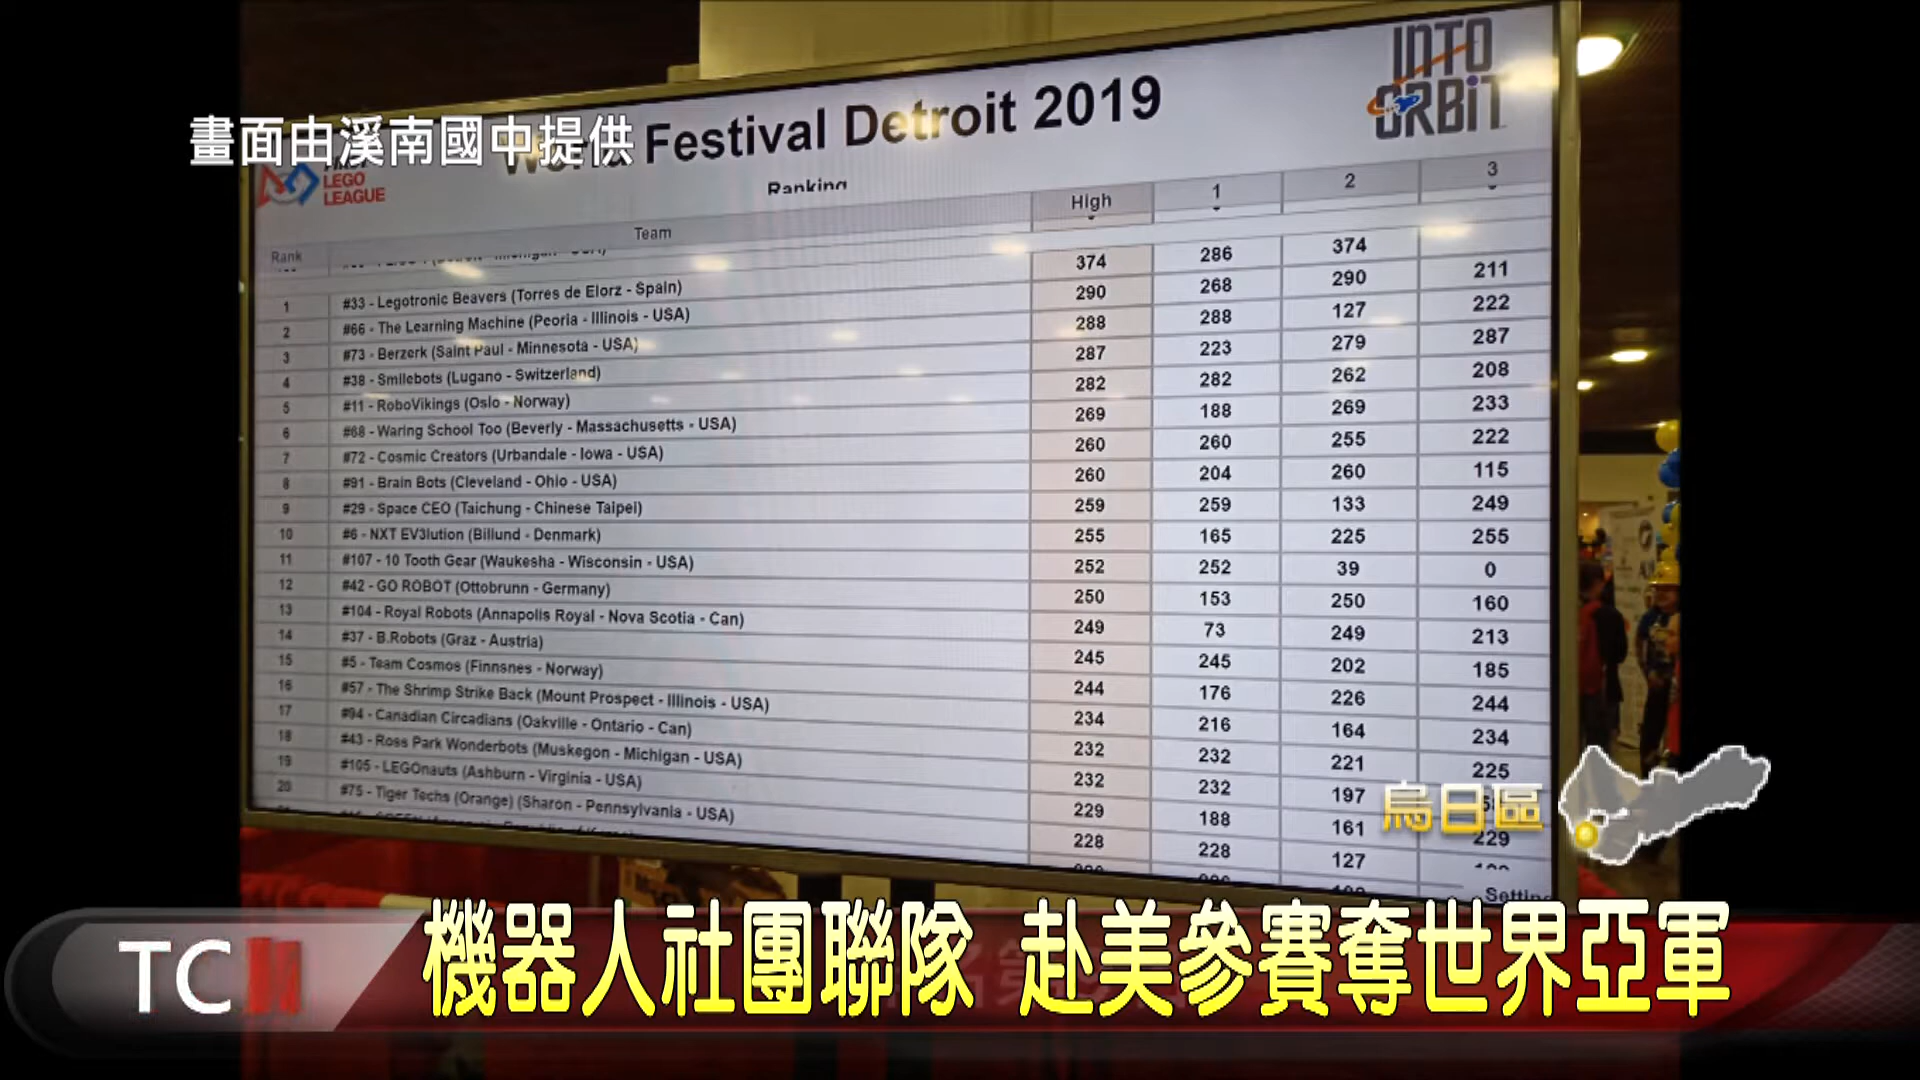 畫面由溪南國中提供
Festival Detroit 2019
INTO ORBIT
LEGO
LEAGUE
Ranking
Rank Team High 1 2 3
1 #33 - Legotronic Beavers (Torres de Elorz - Spain) 374 286 374
2 #66 - The Learning Machine (Peoria - Illinois - USA) 290 268 290 211
3 #73 - Berzerk (Saint Paul - Minnesota - USA) 288 288 127 222
4 #38 - Smilebots (Lugano - Switzerland) 287 223 279 287
5 #11 - RoboVikings (Oslo - Norway) 282 282 262 208
6 #68 - Waring School Too (Beverly - Massachusetts - USA) 269 188 269 233
7 #72 - Cosmic Creators (Urbandale - Iowa - USA) 260 260 255 222
8 #91 - Brain Bots (Cleveland - Ohio - USA) 260 204 260 115
9 #29 - Space CEO (Taichung - Chinese Taipei) 259 259 133 249
10 #6 - NXT EV3lution (Billund - Denmark) 255 165 225 255
11 #107 - 10 Tooth Gear (Waukesha - Wisconsin - USA) 252 252 39 0
12 #42 - GO ROBOT (Ottobrunn - Germany) 250 153 250 160
13 #104 - Royal Robots (Annapolis Royal - Nova Scotia - Can) 249 73 249 213
14 #37 - B.Robots (Graz - Austria) 245 245 202 185
15 #5 - Team Cosmos (Finnsnes - Norway) 244 176 226 244
16 #57 - The Shrimp Strike Back (Mount Prospect - Illinois - USA) 234 216 164 234
17 #94 - Canadian Circadians (Oakville - Ontario - Can) 232 232 221 225
18 #43 - Ross Park Wonderbots (Muskegon - Michigan - USA) 232 232 197
19 #105 - LEGOnauts (Ashburn - Virginia - USA) 229 188 161 229
20 #75 - Tiger Techs (Orange) (Sharon - Pennsylvania - USA) 228 228 127
烏日區
TC
機器人社團聯隊 赴美參賽奪世界亞軍